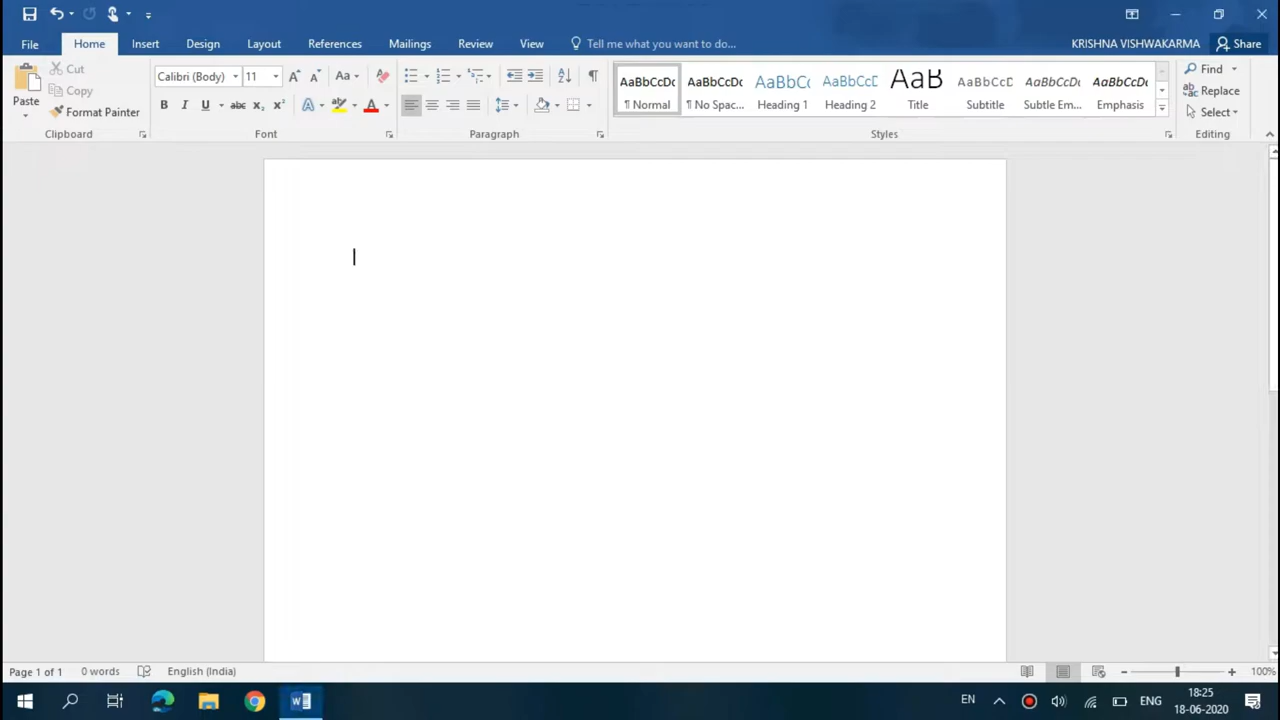 File Home Insert Design Layout References Mailings Review View Tell me what you want to do... KRISHNA VISHWAKARMA Share
Paste Cut Calibri (Body) 11 Aa AaBbCcDc AaBbCcDc AaBbC( AaBbCcD AaB AaBbCcD AaBbCcDc AaBbCcDc Find
Copy Replace
Format Painter B I U abc X₂ X² A A ¶ Normal ¶ No Spac... Heading 1 Heading 2 Title Subtitle Subtle Em... Emphasis Select
Clipboard Font Paragraph Styles Editing
Page 1 of 1 0 words English (India) 100%
EN ENG 18:25
18-06-2020